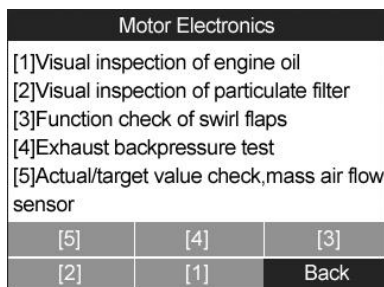 Motor Electronics
[1]Visual inspection of engine oil
[2]Visual inspection of particulate filter
[3]Function check of swirl flaps
[4]Exhaust backpressure test
[5]Actual/target value check,mass air flow
sensor
[5] [4] [3]
[2] [1] Back